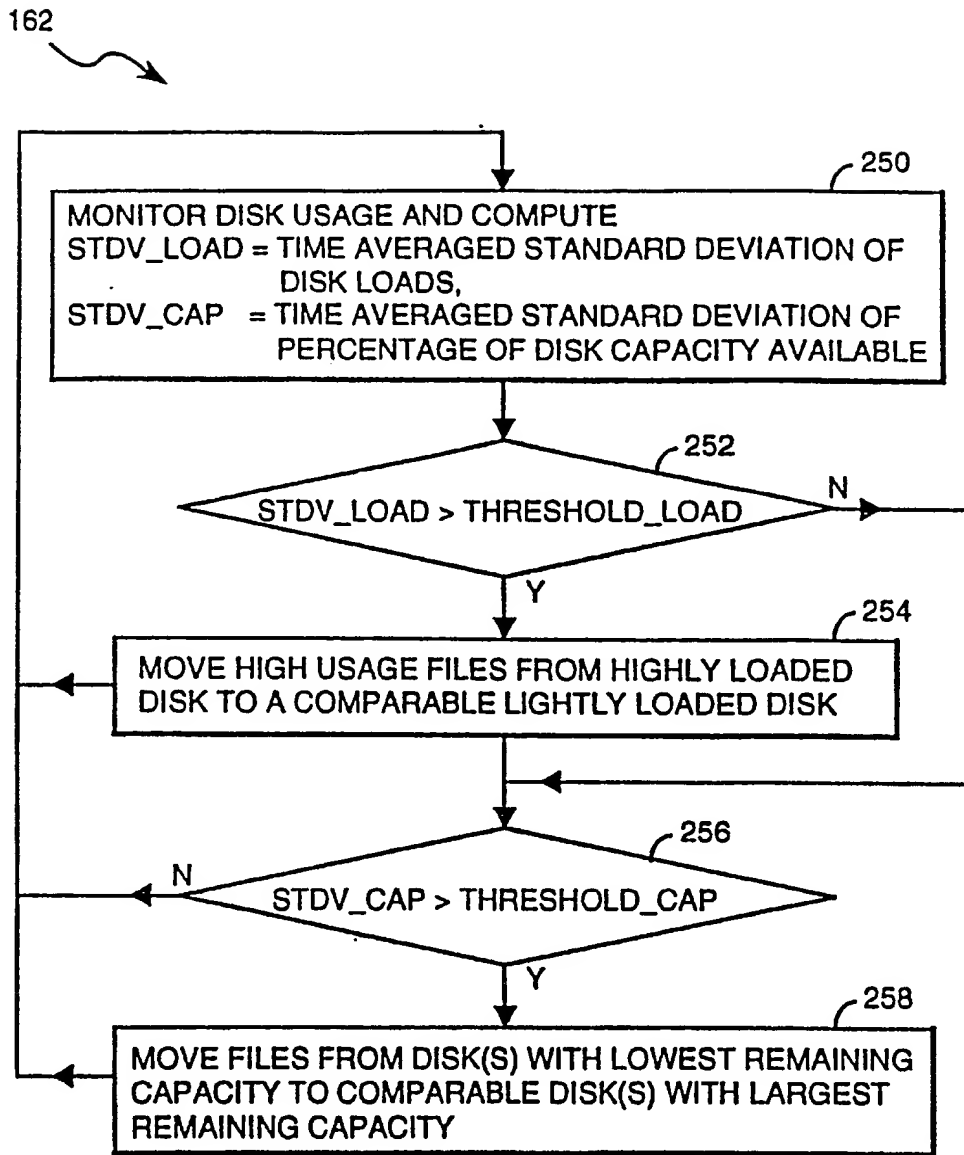 162
250
MONITOR DISK USAGE AND COMPUTE
STDV_LOAD = TIME AVERAGED STANDARD DEVIATION OF
DISK LOADS,
STDV_CAP = TIME AVERAGED STANDARD DEVIATION OF
PERCENTAGE OF DISK CAPACITY AVAILABLE
252
STDV_LOAD > THRESHOLD_LOAD
N
Y
254
MOVE HIGH USAGE FILES FROM HIGHLY LOADED
DISK TO A COMPARABLE LIGHTLY LOADED DISK
256
N
STDV_CAP > THRESHOLD_CAP
Y
258
MOVE FILES FROM DISK(S) WITH LOWEST REMAINING
CAPACITY TO COMPARABLE DISK(S) WITH LARGEST
REMAINING CAPACITY